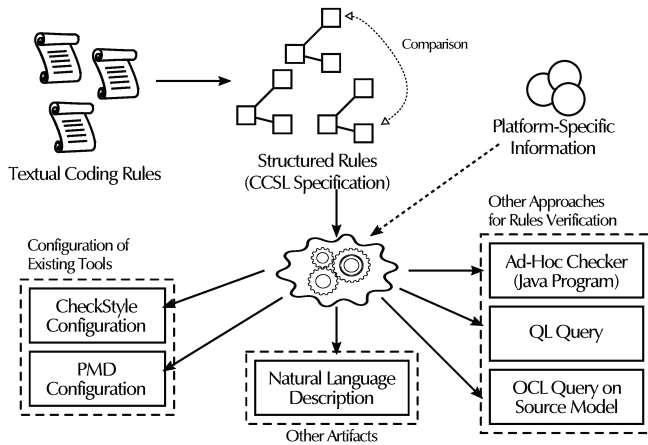 Comparison
Textual Coding Rules
Structured Rules
(CCSL Specification)
Platform-Specific
Information
Configuration of
Existing Tools
CheckStyle
Configuration
PMD
Configuration
Natural Language
Description
Other Artifacts
Other Approaches
for Rules Verification
Ad-Hoc Checker
(Java Program)
QL Query
OCL Query on
Source Model